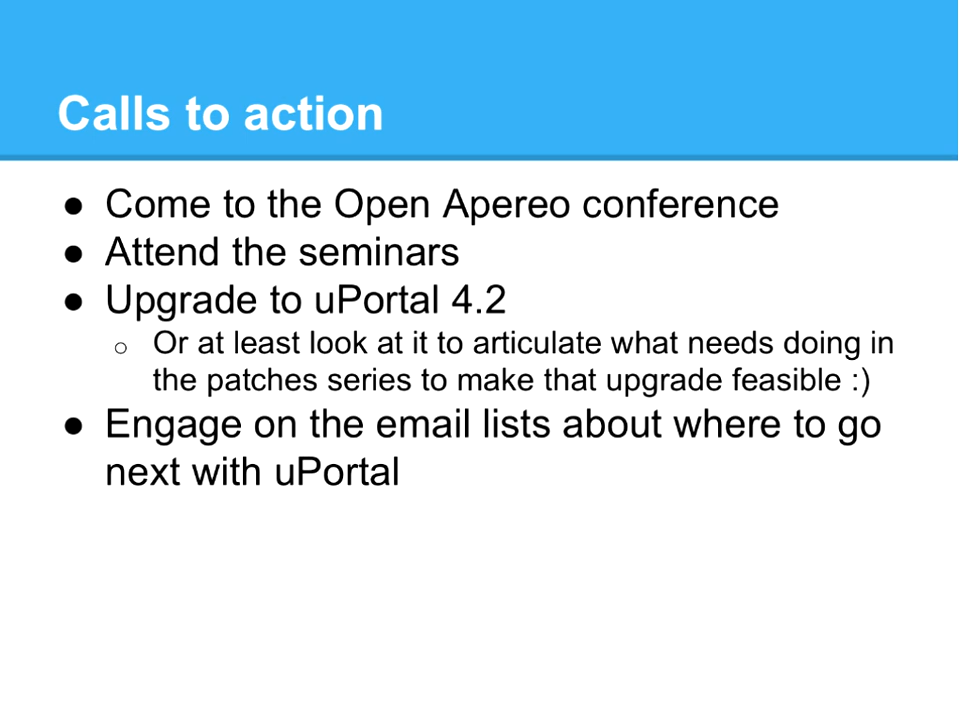 Calls to action
● Come to the Open Apereo conference
● Attend the seminars
● Upgrade to uPortal 4.2
○ Or at least look at it to articulate what needs doing in
the patches series to make that upgrade feasible :)
● Engage on the email lists about where to go
next with uPortal